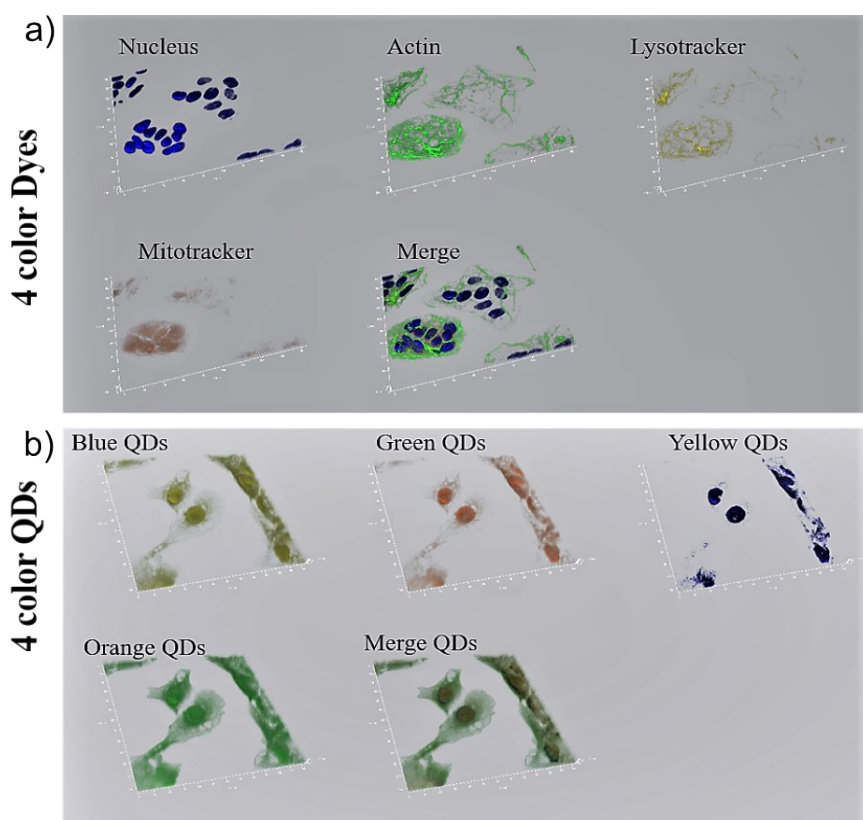 a)
4 color Dyes
Nucleus
Actin
Lysotracker
Mitotracker
Merge
b)
4 color QDs
Blue QDs
Green QDs
Yellow QDs
Orange QDs
Merge QDs